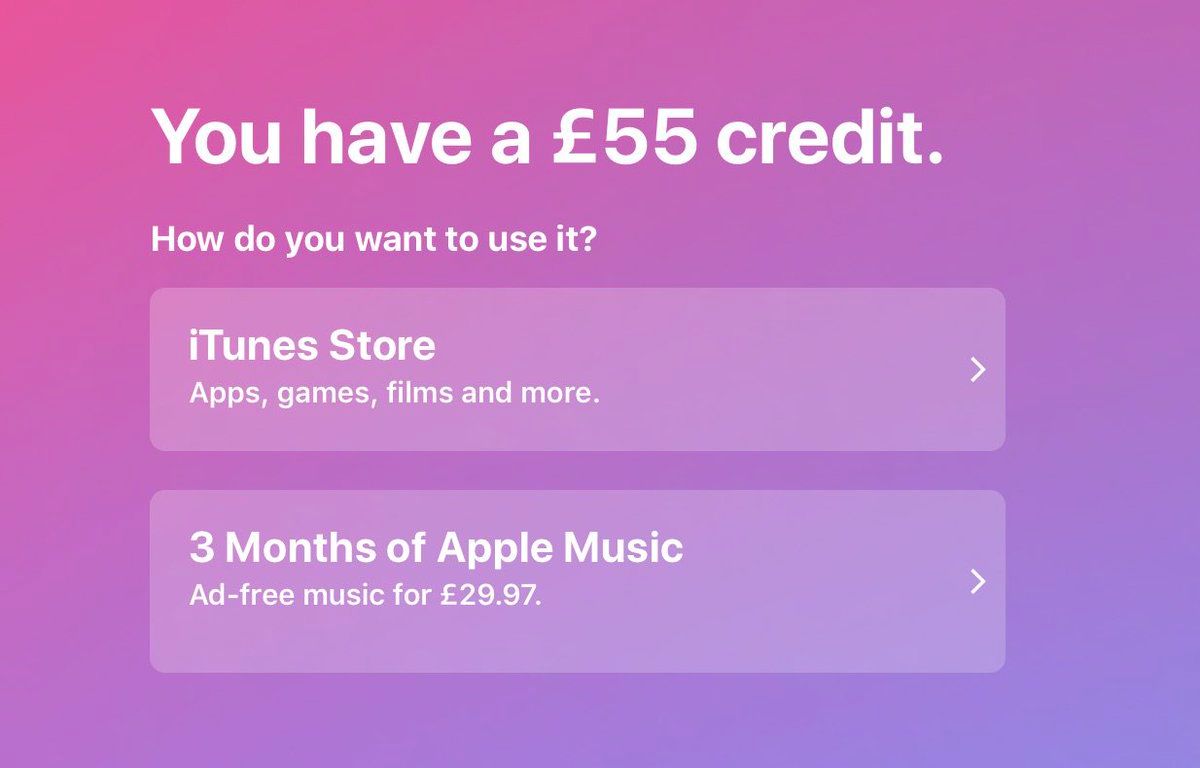 You have a £55 credit.
How do you want to use it?
iTunes Store
Apps, games, films and more.
3 Months of Apple Music
Ad-free music for £29.97.